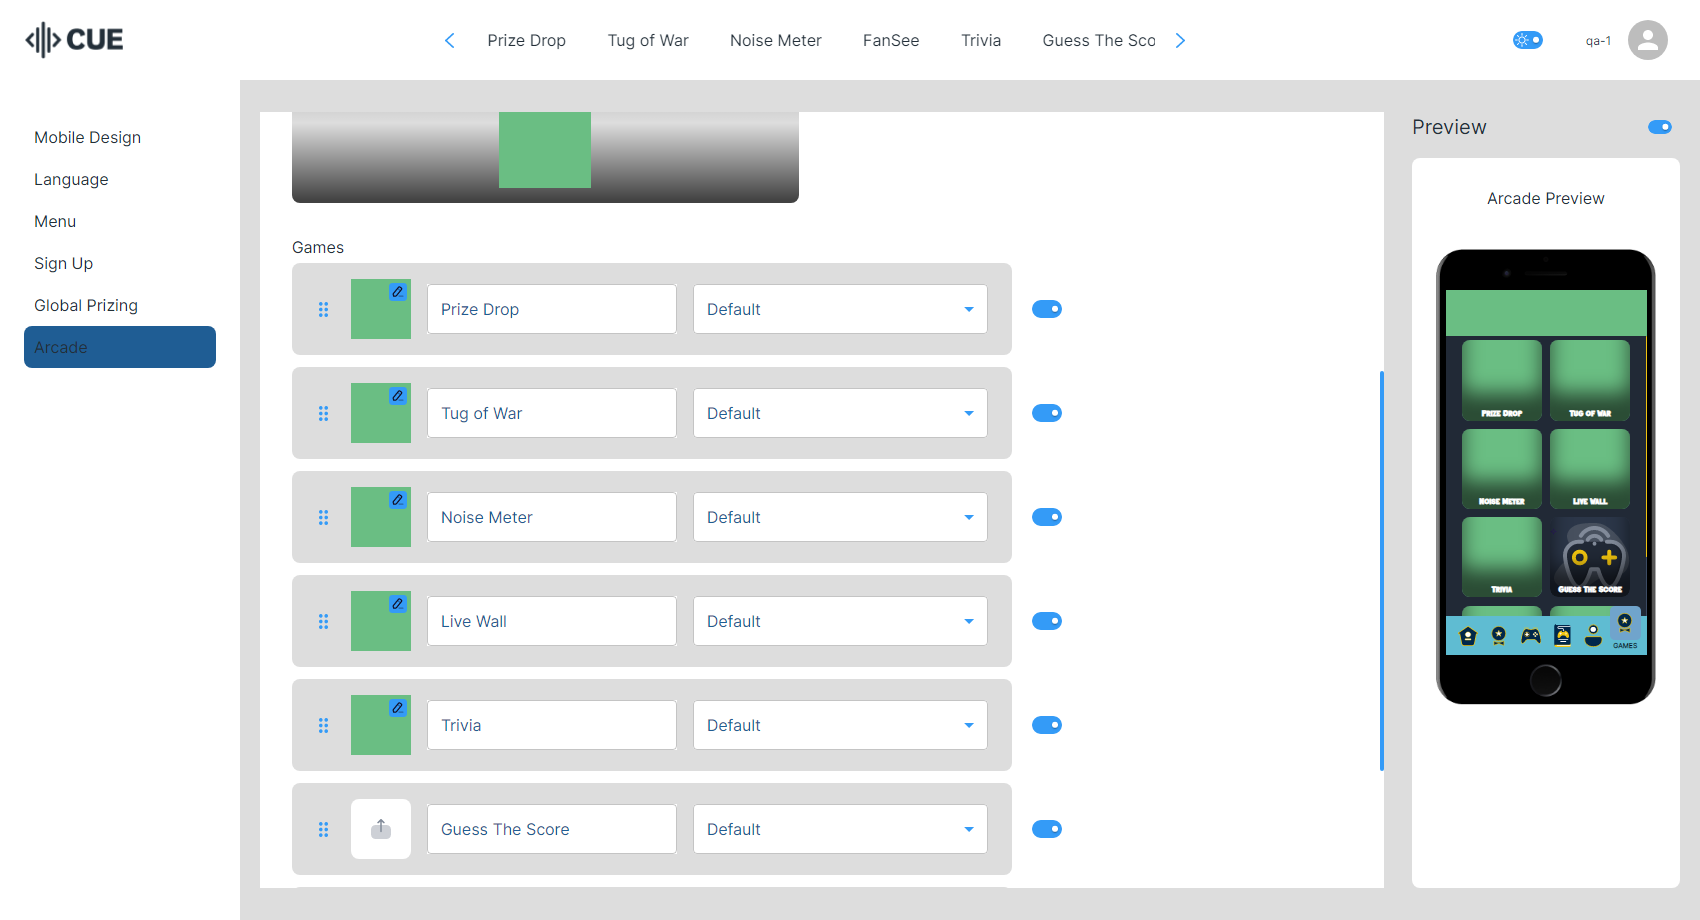 CUE
Prize Drop
Tug of War
Noise Meter
FanSee
Trivia
Guess The Sco
qa-1
Mobile Design
Language
Menu
Sign Up
Global Prizing
Arcade
Games
Prize Drop
Default
Tug of War
Default
Noise Meter
Default
Live Wall
Default
Trivia
Default
Guess The Score
Default
Preview
Arcade Preview
PRIZE DROP
TUG OF WAR
NOISE METER
LIVE WALL
TRIVIA
GUESS THE SCORE
GAMES